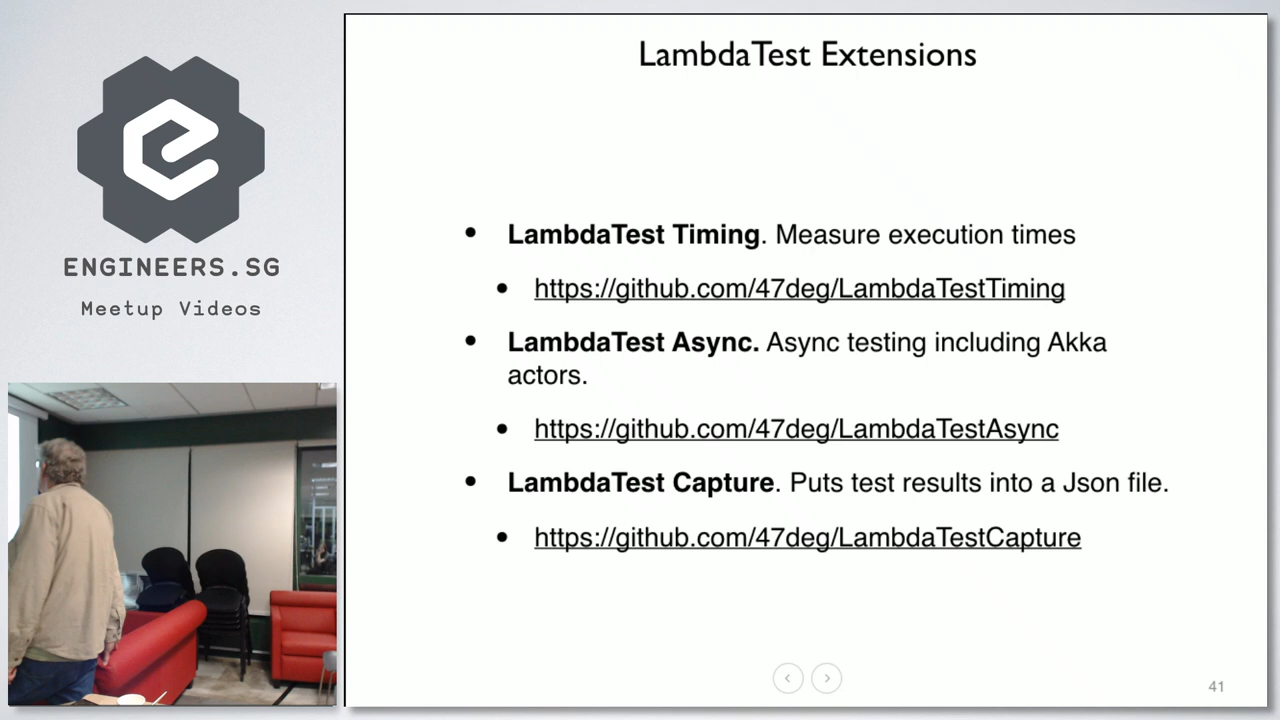 ENGINEERS.SG
Meetup Videos
LambdaTest Extensions
• LambdaTest Timing. Measure execution times
• https://github.com/47deg/LambdaTestTiming
• LambdaTest Async. Async testing including Akka
actors.
• https://github.com/47deg/LambdaTestAsync
• LambdaTest Capture. Puts test results into a Json file.
• https://github.com/47deg/LambdaTestCapture
41